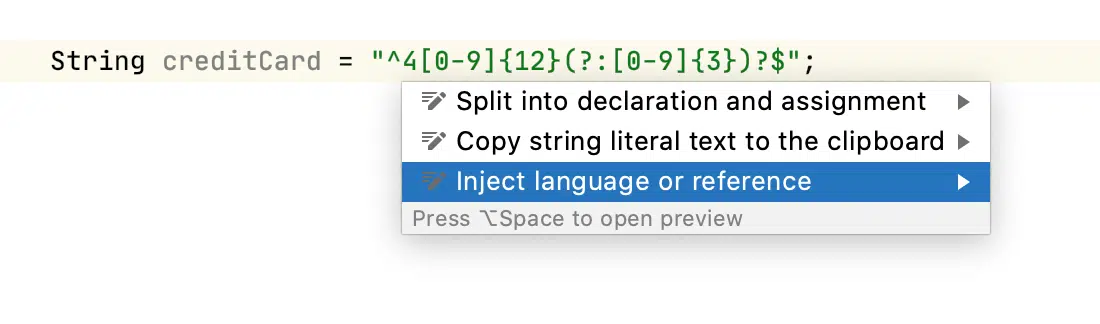 String creditCard = "^4[0-9]{12}(?:[0-9]{3})?$";
Split into declaration and assignment
Copy string literal text to the clipboard
Inject language or reference
Press ⌥Space to open preview